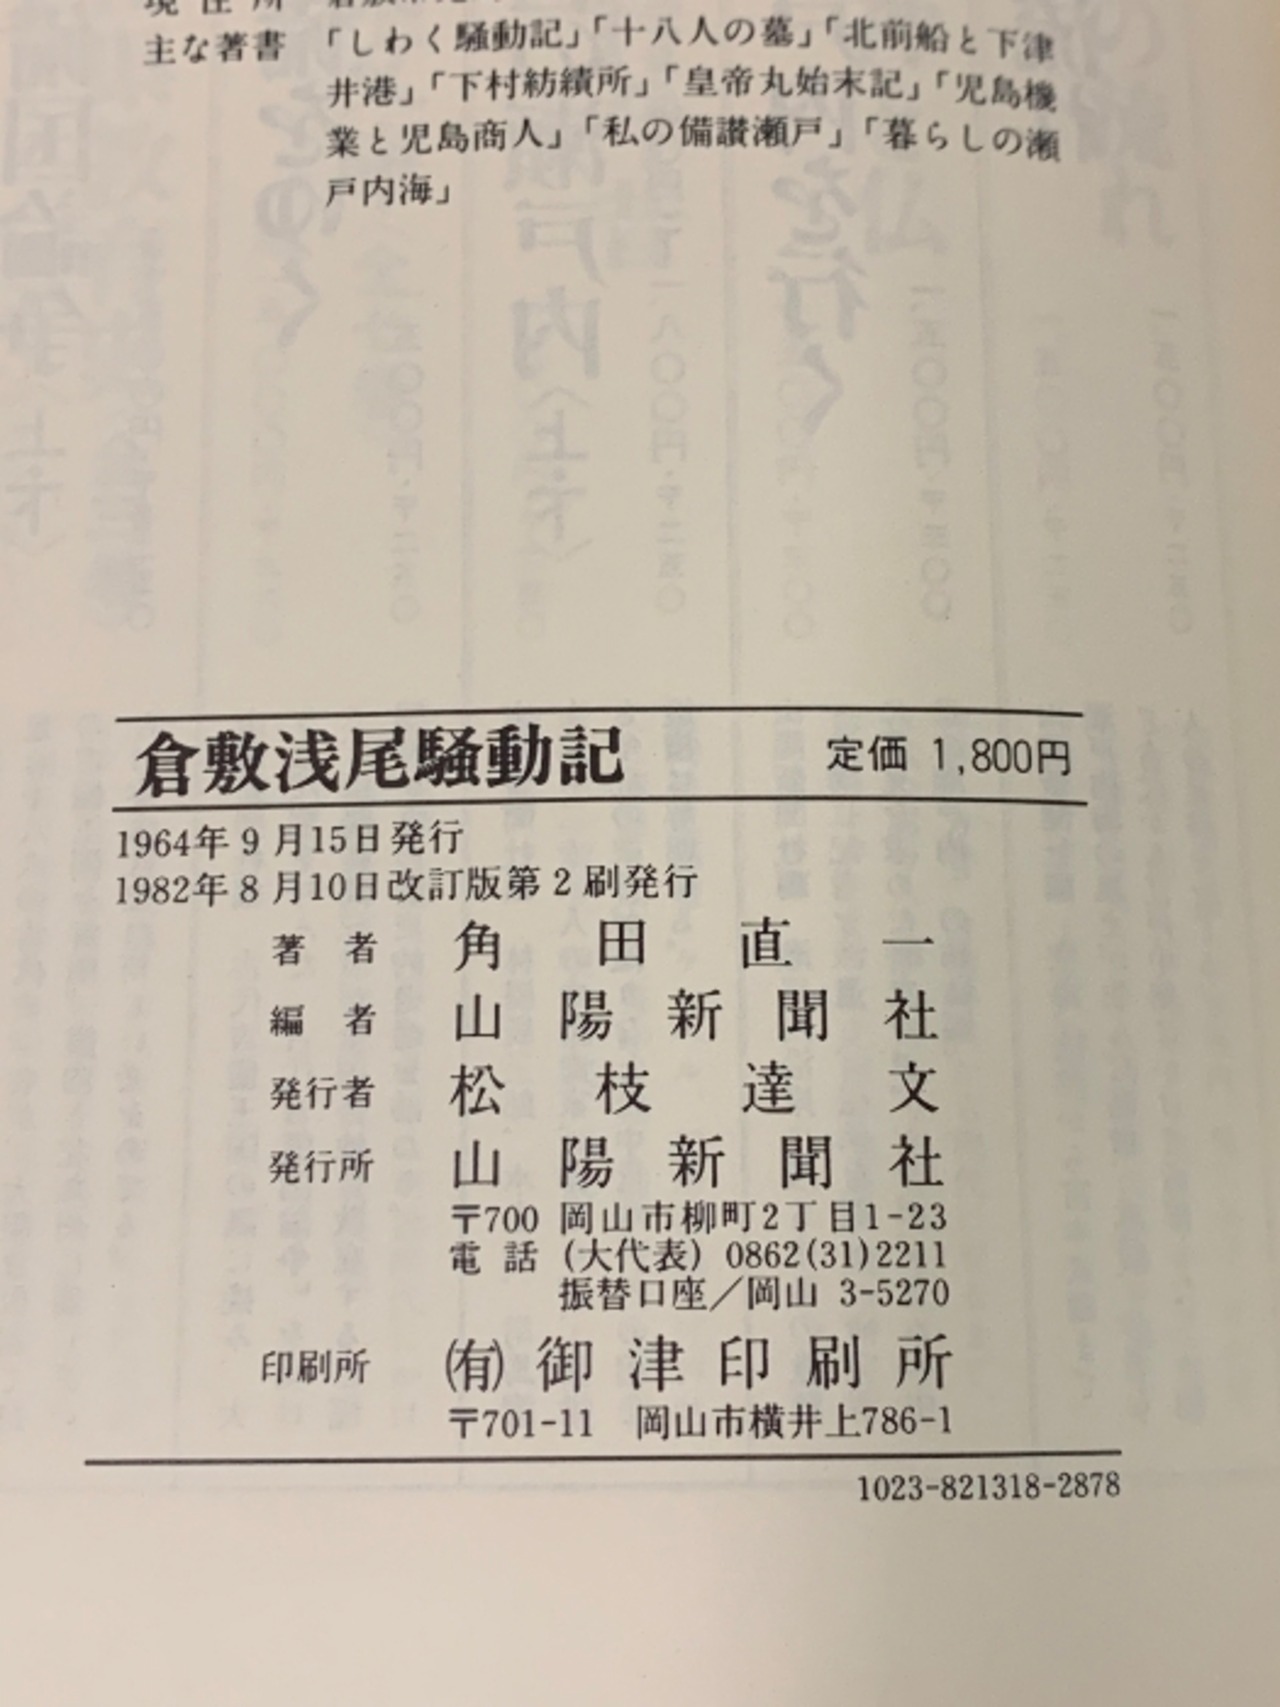 現住所
主な著書 「しわく騒動記」「十八人の墓」「北前船と下津
井港」「下村紡績所」「皇帝丸始末記」「児島機
業と児島商人」「私の備讃瀬戸」「暮らしの瀬
戸内海」
倉敷浅尾騒動記 定価 1,800円
1964年9月15日発行
1982年8月10日改訂版第2刷発行
著者 角田直一
編者 山陽新聞社
発行者 松枝達文
発行所 山陽新聞社
〒700 岡山市柳町2丁目1-23
電話 (大代表) 0862(31)2211
振替口座／岡山 3-5270
印刷所 ㈲御津印刷所
〒701-11 岡山市横井上786-1
1023-821318-2878